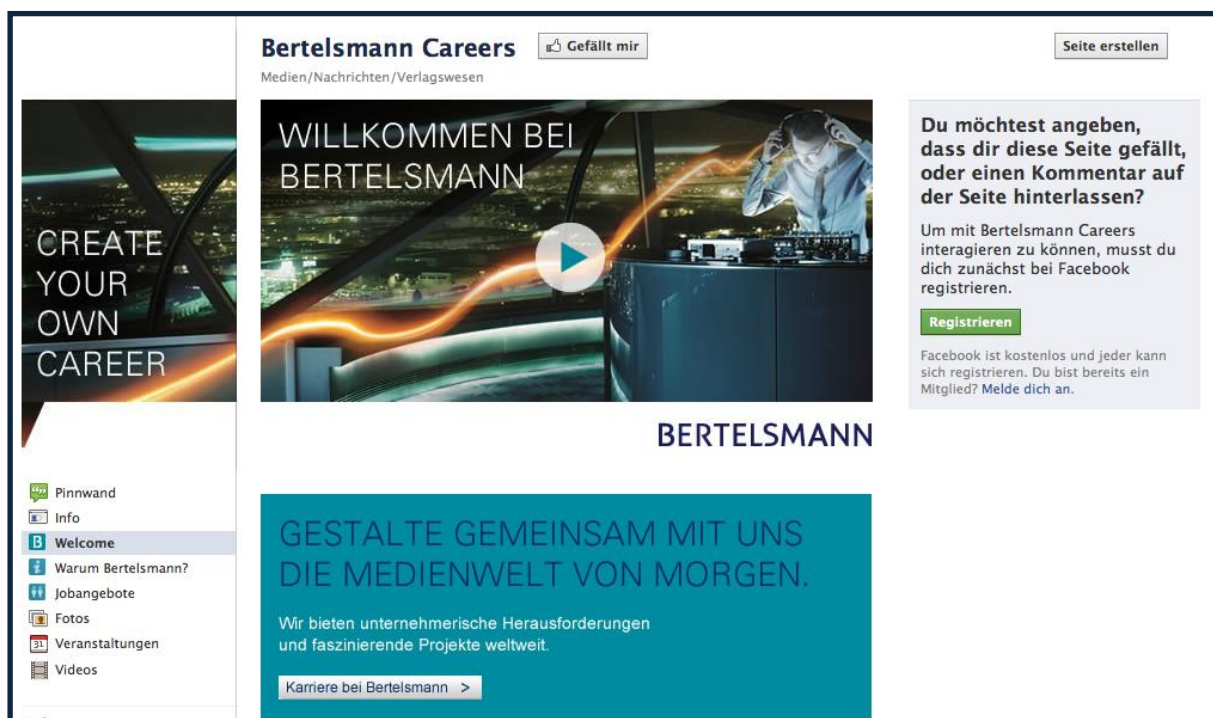 Bertelsmann Careers
Gefällt mir
Seite erstellen
Medien/Nachrichten/Verlagswesen
CREATE
YOUR
OWN
CAREER
WILLKOMMEN BEI
BERTELSMANN
BERTELSMANN
Du möchtest angeben,
dass dir diese Seite gefällt,
oder einen Kommentar auf
der Seite hinterlassen?
Um mit Bertelsmann Careers
interagieren zu können, musst du
dich zunächst bei Facebook
registrieren.
Registrieren
Facebook ist kostenlos und jeder kann
sich registrieren. Du bist bereits ein
Mitglied? Melde dich an.
Pinnwand
Info
B Welcome
Warum Bertelsmann?
Jobangebote
Fotos
31 Veranstaltungen
Videos
GESTALTE GEMEINSAM MIT UNS
DIE MEDIENWELT VON MORGEN.
Wir bieten unternehmerische Herausforderungen
und faszinierende Projekte weltweit.
Karriere bei Bertelsmann >